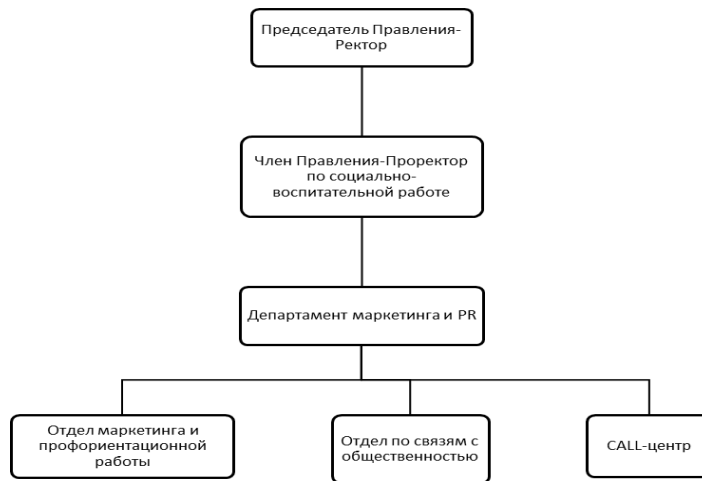 Председатель Правления-
Ректор
Член Правления-Проректор
по социально-
воспитательной работе
Департамент маркетинга и PR
Отдел маркетинга и
профориентационной
работы
Отдел по связям с
общественностью
CALL-центр